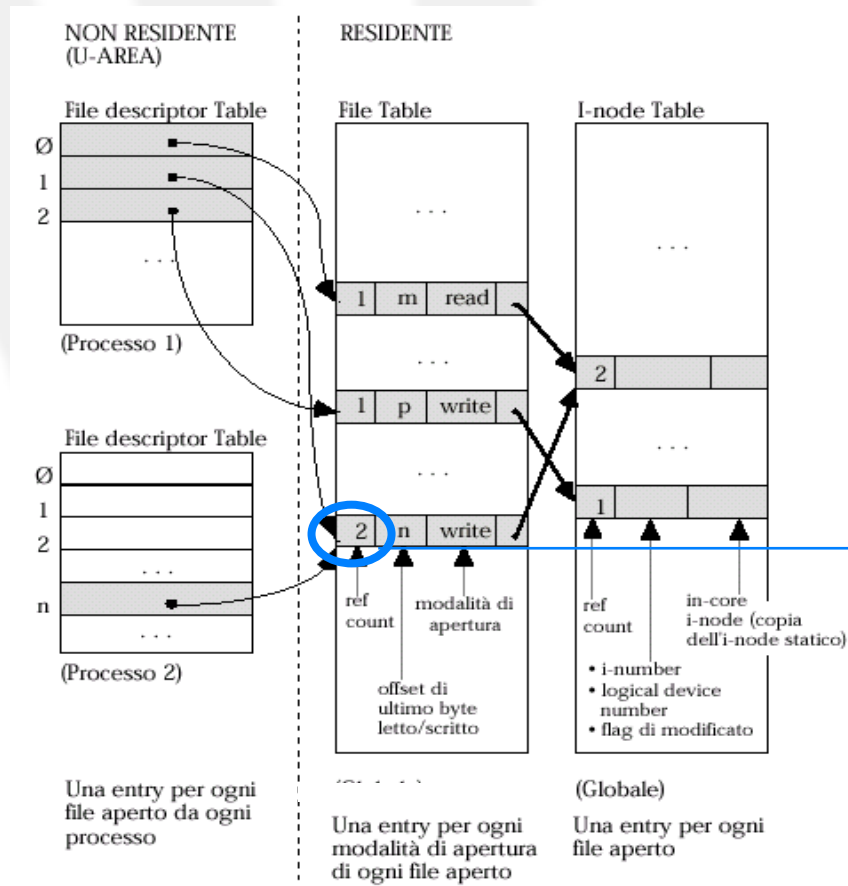 NON RESIDENTE
(U-AREA)
RESIDENTE
File descriptor Table
Ø
1
2
. . .
(Processo 1)
File descriptor Table
Ø
1
2
. . .
n
. . .
(Processo 2)
Una entry per ogni
file aperto da ogni
processo
File Table
. . .
1 m read
. . .
1 p write
. . .
2 n write
ref
count
modalità di
apertura
offset di
ultimo byte
letto/scritto
Una entry per ogni
modalità di apertura
di ogni file aperto
I-node Table
. . .
2
. . .
1
ref
count
in-core
i-node (copia
dell'i-node statico)
• i-number
• logical device
number
• flag di modificato
(Globale)
Una entry per ogni
file aperto